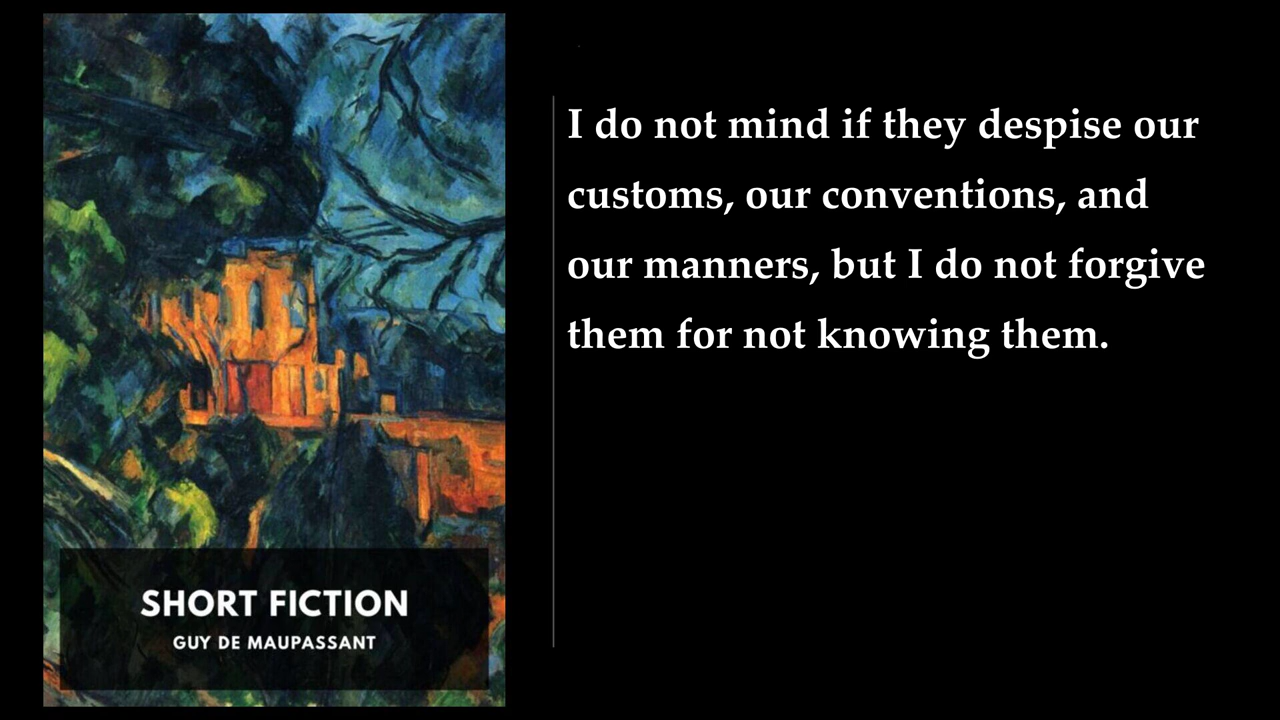 SHORT FICTION
GUY DE MAUPASSANT
I do not mind if they despise our
customs, our conventions, and
our manners, but I do not forgive
them for not knowing them.